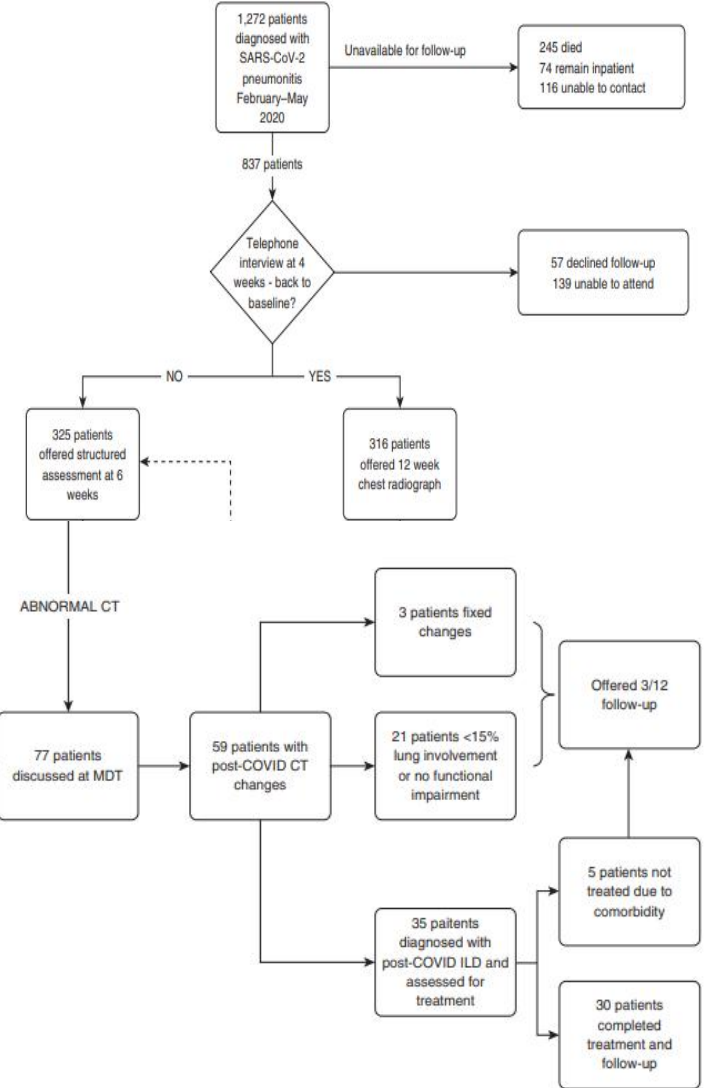 1,272 patients
diagnosed with
SARS-CoV-2
pneumonitis
February–May
2020
Unavailable for follow-up
245 died
74 remain inpatient
116 unable to contact
837 patients
Telephone
interview at 4
weeks - back to
baseline?
57 declined follow-up
139 unable to attend
NO
YES
325 patients
offered structured
assessment at 6
weeks
316 patients
offered 12 week
chest radiograph
ABNORMAL CT
77 patients
discussed at MDT
59 patients with
post-COVID CT
changes
3 patients fixed
changes
21 patients <15%
lung involvement
or no functional
impairment
Offered 3/12
follow-up
35 paitents
diagnosed with
post-COVID ILD and
assessed for
treatment
5 patients not
treated due to
comorbidity
30 patients
completed
treatment and
follow-up